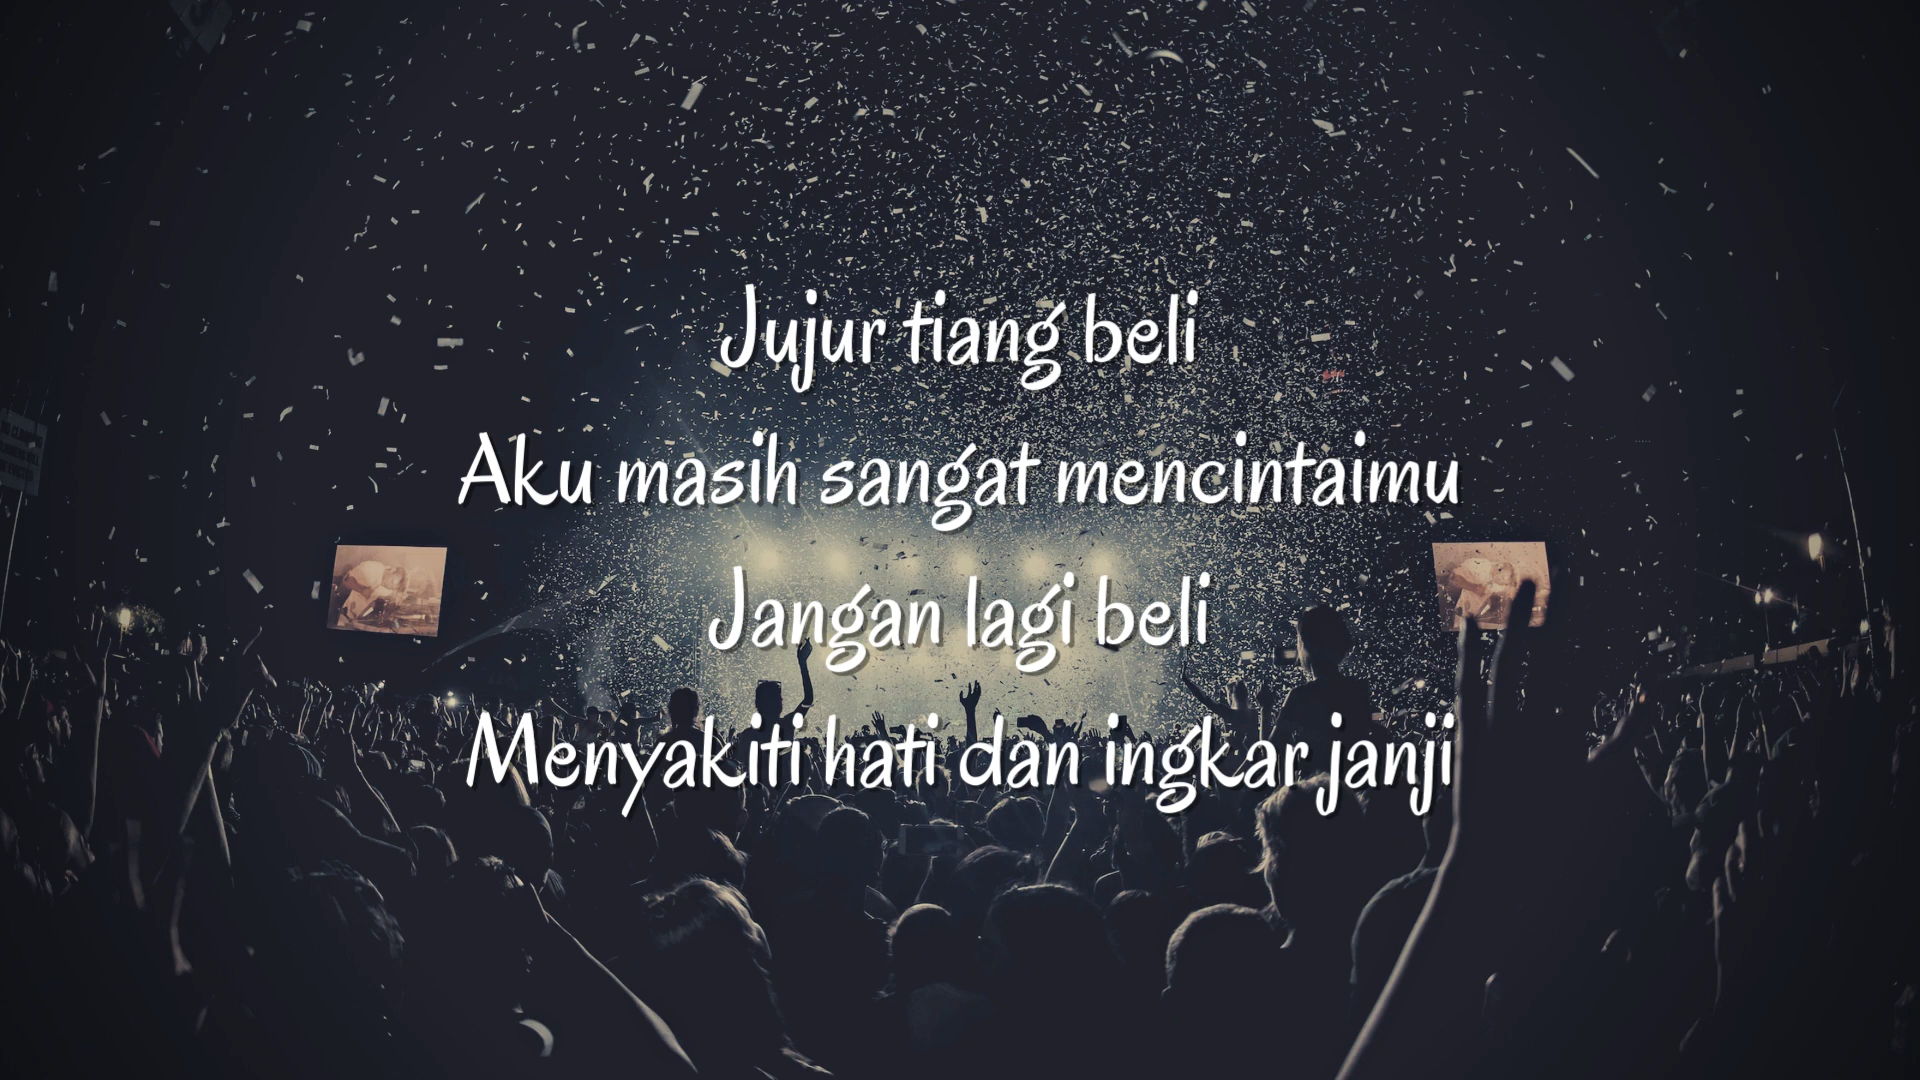 Jujur tiang beli
Aku masih sangat mencintaimu
Jangan lagi beli
Menyakiti hati dan ingkar janji